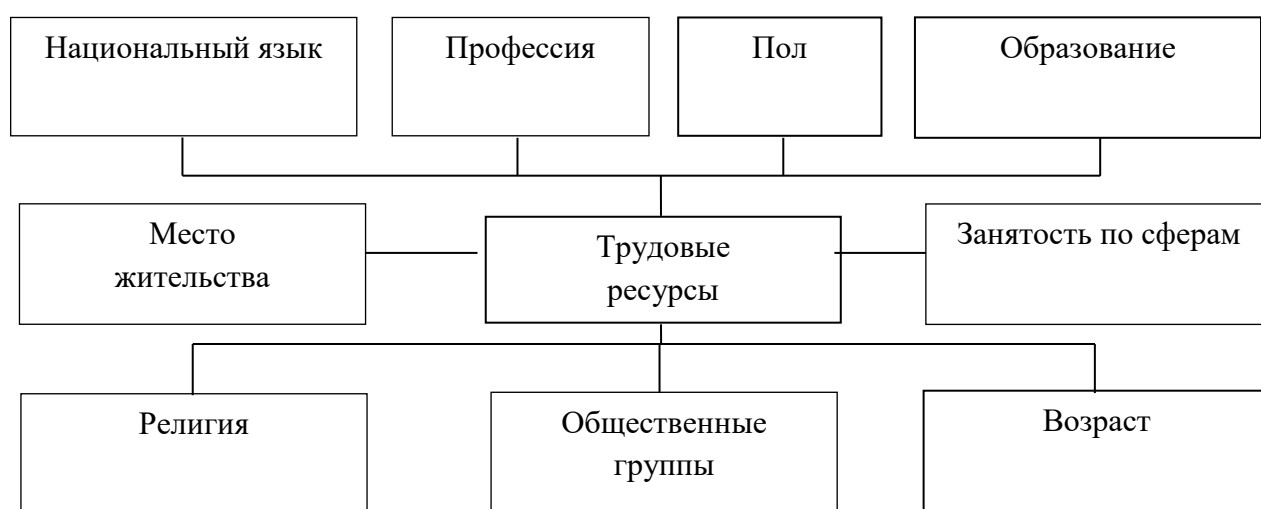 Национальный язык
Профессия
Пол
Образование
Место
жительства
Трудовые
ресурсы
Занятость по сферам
Религия
Общественные
группы
Возраст